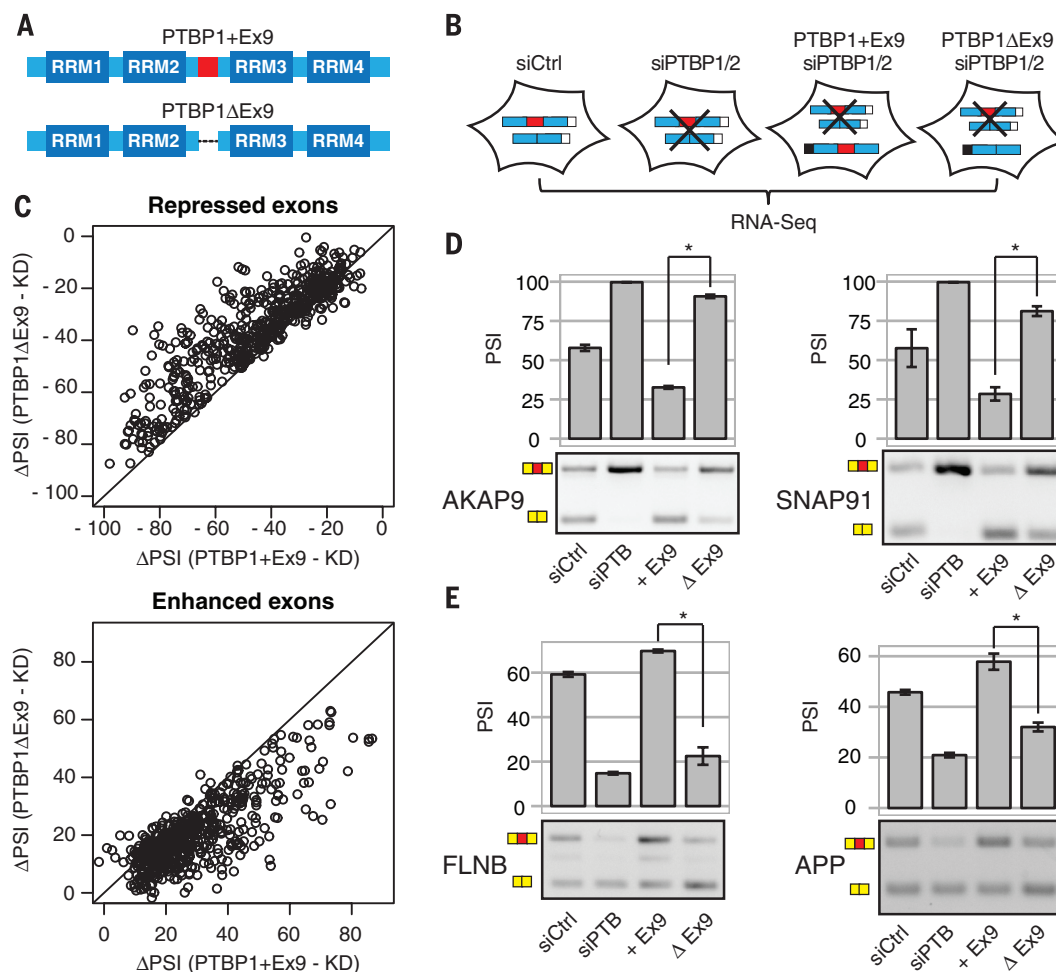 A
PTBP1+Ex9
RRM1 RRM2 RRM3 RRM4
PTBP1ΔEx9
RRM1 RRM2 RRM3 RRM4
B
siCtrl
siPTBP1/2
PTBP1+Ex9
siPTBP1/2
PTBP1ΔEx9
siPTBP1/2
RNA-Seq
C
Repressed exons
ΔPSI (PTBP1ΔEx9 - KD)
0
- 20
- 40
- 60
- 80
- 100
- 100 - 80 - 60 - 40 - 20 0
ΔPSI (PTBP1+Ex9 - KD)
Enhanced exons
ΔPSI (PTBP1ΔEx9 - KD)
80
60
40
20
0
0 20 40 60 80
ΔPSI (PTBP1+Ex9 - KD)
D
*
PSI
100
75
50
25
0
AKAP9
siCtrl siPTB + Ex9 Δ Ex9
*
PSI
100
75
50
25
0
SNAP91
siCtrl siPTB + Ex9 Δ Ex9
E
*
PSI
60
40
20
0
FLNB
siCtrl siPTB + Ex9 Δ Ex9
*
PSI
60
40
20
0
APP
siCtrl siPTB + Ex9 Δ Ex9